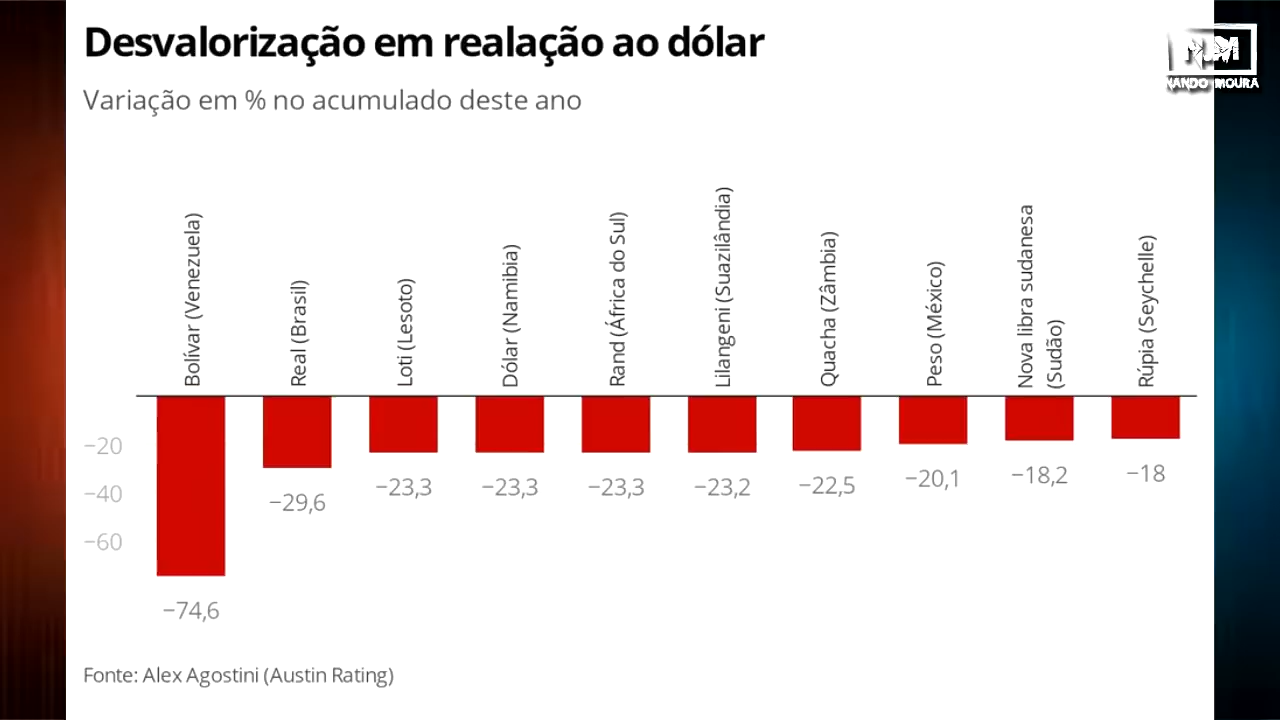 Desvalorização em realação ao dólar
Variação em % no acumulado deste ano
NANDO MOURA
Bolívar (Venezuela)
Real (Brasil)
Loti (Lesoto)
Dólar (Namibia)
Rand (África do Sul)
Lilangeni (Suazilândia)
Quacha (Zâmbia)
Peso (México)
Nova libra sudanesa
(Sudão)
Rúpia (Seychelle)
−20
−40
−60
−74,6
−29,6
−23,3
−23,3
−23,3
−23,2
−22,5
−20,1
−18,2
−18
Fonte: Alex Agostini (Austin Rating)